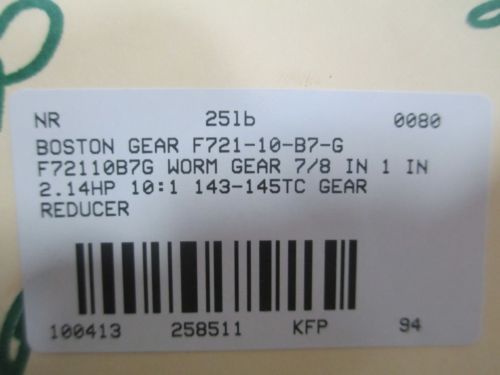 NR 25lb 0080
BOSTON GEAR F721-10-B7-G
F72110B7G WORM GEAR 7/8 IN 1 IN
2.14HP 10:1 143-145TC GEAR
REDUCER
100413 258511 KFP 94